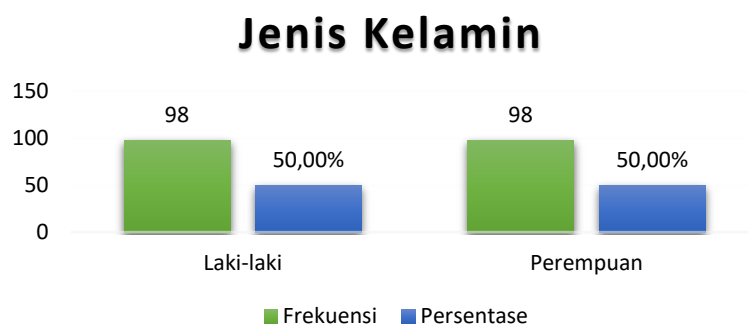 Jenis Kelamin
150
100
50
0
98
50,00%
98
50,00%
Laki-laki
Perempuan
Frekuensi
Persentase